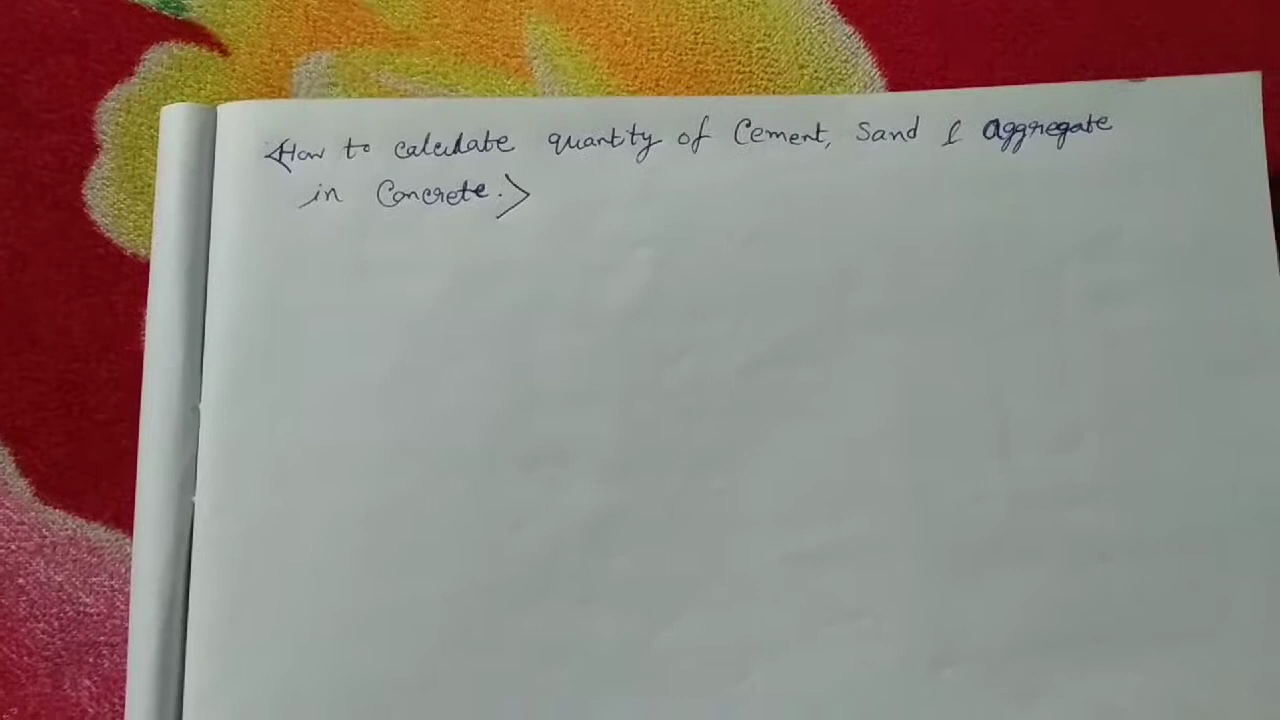 <How to calculate quantity of Cement, Sand & aggregate
in Concrete.>